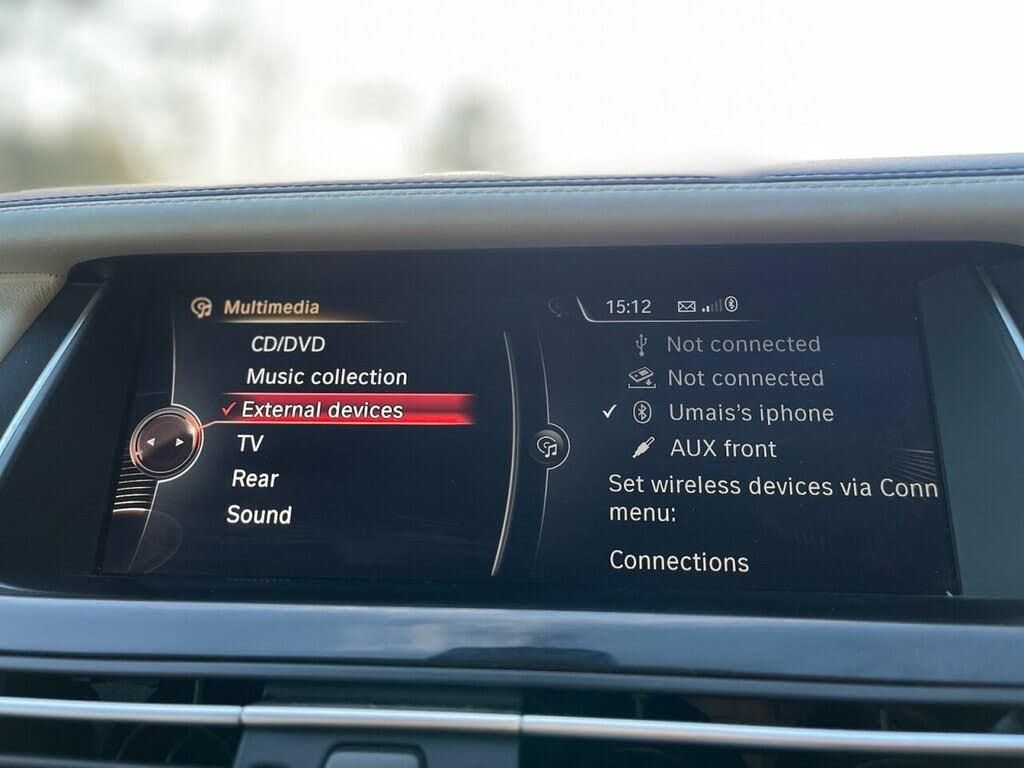 Multimedia
CD/DVD
Music collection
External devices
TV
Rear
Sound
15:12
Not connected
Not connected
Umais's iphone
AUX front
Set wireless devices via Conn
menu:
Connections